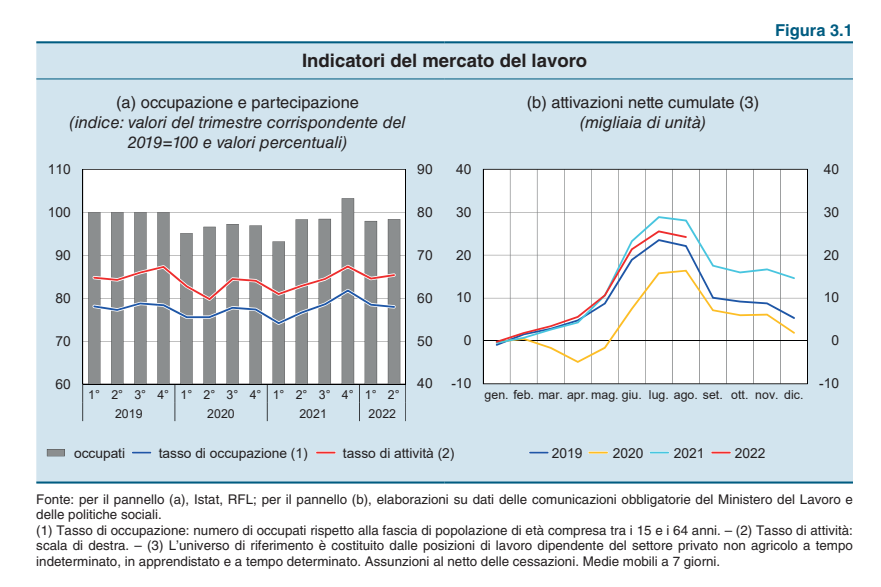 Figura 3.1
Indicatori del mercato del lavoro
(a) occupazione e partecipazione
(indice: valori del trimestre corrispondente del
2019=100 e valori percentuali)
110
100
90
80
70
60
90
80
70
60
50
40
1° 2° 3° 4° 1° 2° 3° 4° 1° 2° 3° 4° 1° 2°
2019 2020 2021 2022
occupati tasso di occupazione (1) tasso di attività (2)
(b) attivazioni nette cumulate (3)
(migliaia di unità)
40
30
20
10
0
-10
40
30
20
10
0
-10
gen. feb. mar. apr. mag. giu. lug. ago. set. ott. nov. dic.
2019 2020 2021 2022
Fonte: per il pannello (a), Istat, RFL; per il pannello (b), elaborazioni su dati delle comunicazioni obbligatorie del Ministero del Lavoro e
delle politiche sociali.
(1) Tasso di occupazione: numero di occupati rispetto alla fascia di popolazione di età compresa tra i 15 e i 64 anni. – (2) Tasso di attività:
scala di destra. – (3) L'universo di riferimento è costituito dalle posizioni di lavoro dipendente del settore privato non agricolo a tempo
indeterminato, in apprendistato e a tempo determinato. Assunzioni al netto delle cessazioni. Medie mobili a 7 giorni.